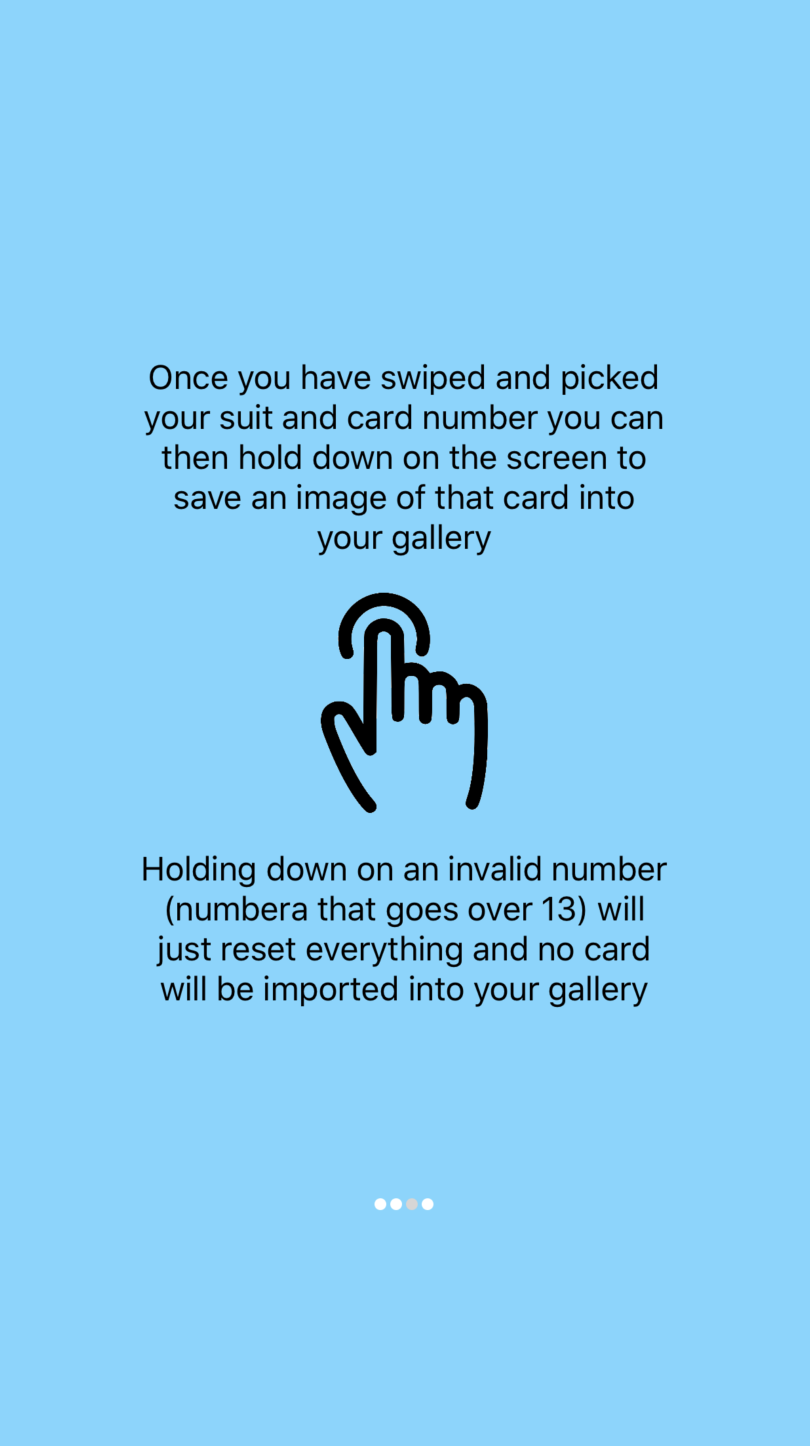 Once you have swiped and picked
your suit and card number you can
then hold down on the screen to
save an image of that card into
your gallery
Holding down on an invalid number
(numbera that goes over 13) will
just reset everything and no card
will be imported into your gallery